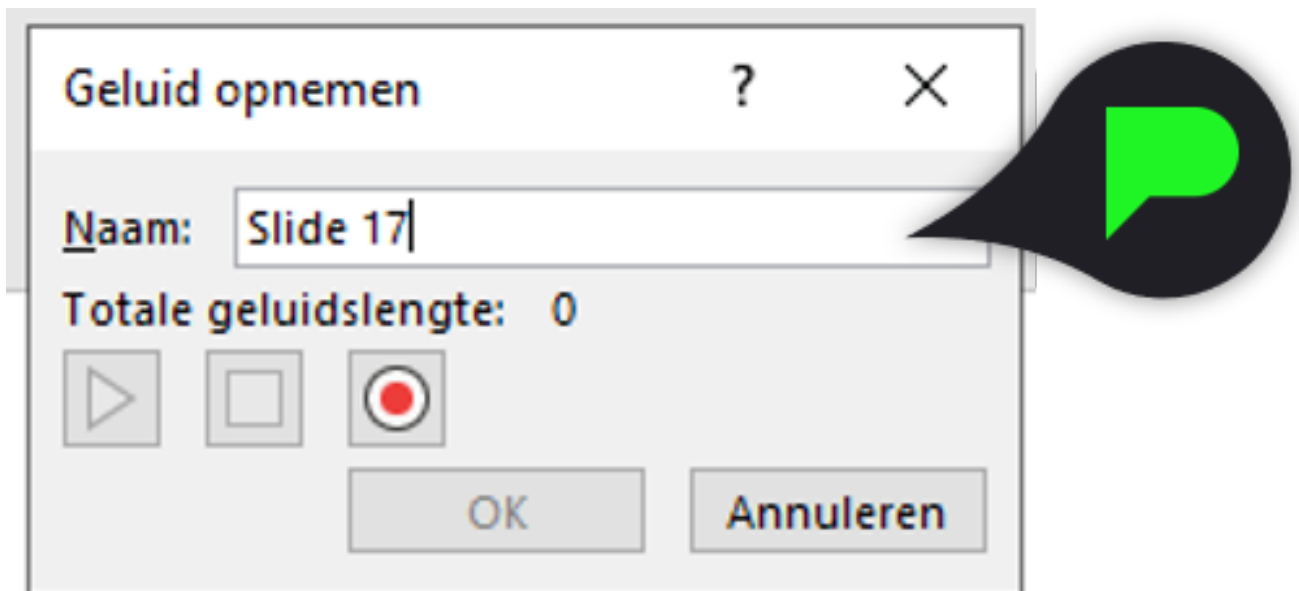 Geluid opnemen ?
Naam: Slide 17
Totale geluidslengte: 0
OK Annuleren